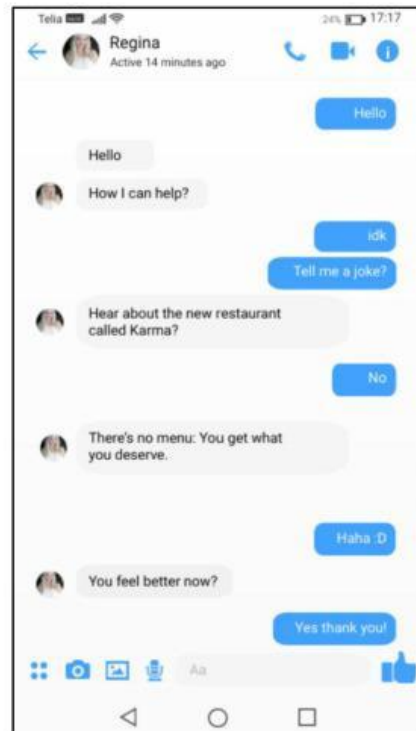 Telia
24% 17:17
Regina
Active 14 minutes ago
Hello
Hello
How I can help?
idk
Tell me a joke?
Hear about the new restaurant
called Karma?
No
There's no menu: You get what
you deserve.
Haha :D
You feel better now?
Yes thank you!
Aa